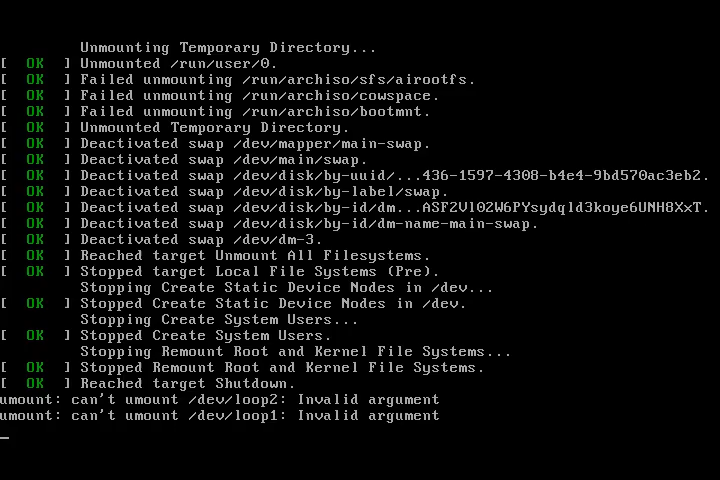 Unmounting Temporary Directory...
[  OK  ] Unmounted /run/user/0.
[  OK  ] Failed unmounting /run/archiso/sfs/airootfs.
[  OK  ] Failed unmounting /run/archiso/cowspace.
[  OK  ] Failed unmounting /run/archiso/bootmnt.
[  OK  ] Unmounted Temporary Directory.
[  OK  ] Deactivated swap /dev/mapper/main-swap.
[  OK  ] Deactivated swap /dev/main/swap.
[  OK  ] Deactivated swap /dev/disk/by-uuid/...436-1597-4308-b4e4-9bd570ac3eb2.
[  OK  ] Deactivated swap /dev/disk/by-label/swap.
[  OK  ] Deactivated swap /dev/disk/by-id/dm...ASF2VlO2W6PYsydqld3koye6UNH8XxT.
[  OK  ] Deactivated swap /dev/disk/by-id/dm-name-main-swap.
[  OK  ] Deactivated swap /dev/dm-3.
[  OK  ] Reached target Unmount All Filesystems.
[  OK  ] Stopped target Local File Systems (Pre).
Stopping Create Static Device Nodes in /dev...
[  OK  ] Stopped Create Static Device Nodes in /dev.
Stopping Create System Users...
[  OK  ] Stopped Create System Users.
Stopping Remount Root and Kernel File Systems...
[  OK  ] Stopped Remount Root and Kernel File Systems.
[  OK  ] Reached target Shutdown.
umount: can't umount /dev/loop2: Invalid argument
umount: can't umount /dev/loop1: Invalid argument